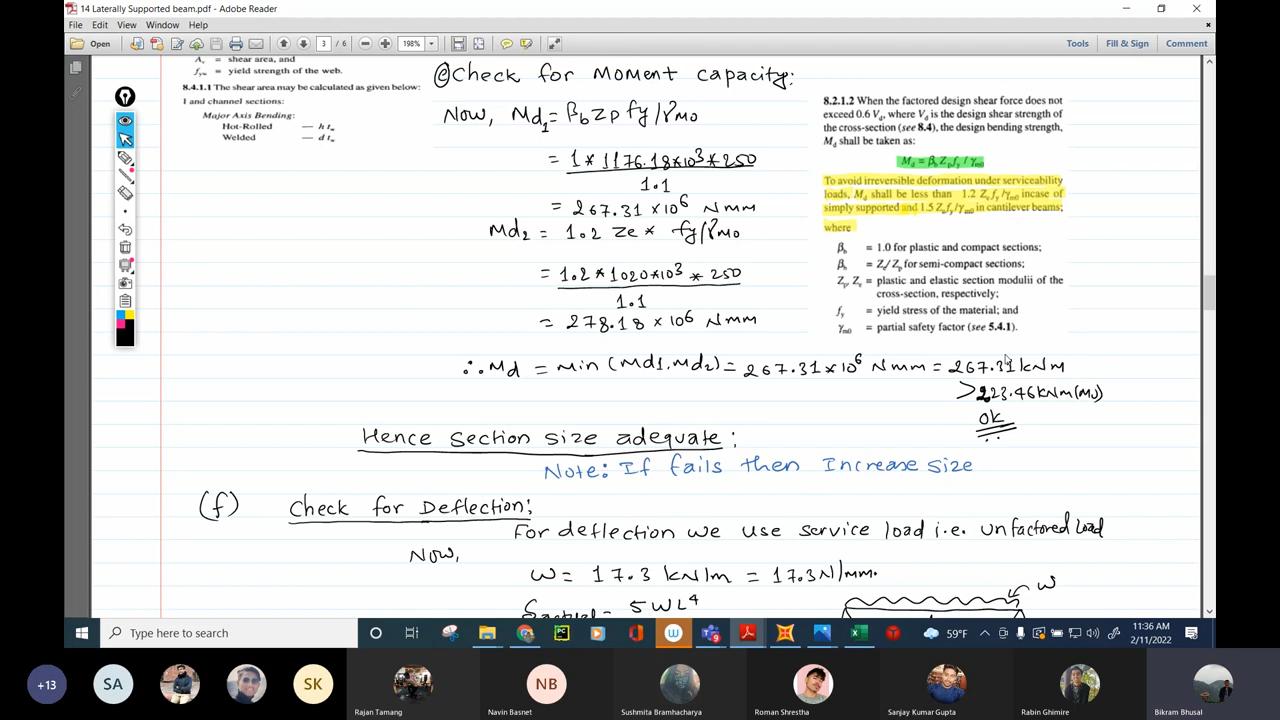 14 Laterally Supported beam.pdf - Adobe Reader
File Edit View Window Help
Open 3 / 6 198% Tools Fill & Sign Comment
= shear area, and
= yield strength of the web.
8.4.1.1 The shear area may be calculated as given below:
I and channel sections:
Major Axis Bending:
Hot-Rolled — h tw
Welded — d tw
ⓔ Check for Moment capacity:
Now, Md1 = βb Zp fy/γm0
= 1*1176.18*10³*250
1.1
= 267.31 ×10⁶ Nmm
Md2 = 1.2 Ze * fy/γm0
= 1.2*1020*10³ * 250
1.1
= 278.18 ×10⁶ Nmm
8.2.1.2 When the factored design shear force does not
exceed 0.6 Vd, where Vd is the design shear strength of
the cross-section (see 8.4), the design bending strength,
Md shall be taken as:
Md = βb Zp fy / γm0
To avoid irreversible deformation under serviceability
loads, Md shall be less than 1.2 Ze fy /γm0 incase of
simply supported and 1.5 Ze fy /γm0 in cantilever beams;
where
βb = 1.0 for plastic and compact sections;
βb = Ze/ Zp for semi-compact sections;
Zp, Ze = plastic and elastic section modulii of the
cross-section, respectively;
fy = yield stress of the material; and
γm0 = partial safety factor (see 5.4.1).
∴ Md = Min (Md1, Md2) = 267.31×10⁶ Nmm = 267.31 kNm
>223.46kNm(Mu)
OK
Hence section size adequate:
Note: If fails then Increase size
(f) Check for Deflection:
For deflection we use service load i.e. unfactored load
Now,
w = 17.3 kN/m = 17.3N/mm.
w
δactual = 5WL⁴
Type here to search
59°F
11:36 AM
2/11/2022
+13 SA SK NB
Rajan Tamang Navin Basnet Sushmita Bramhacharya Roman Shrestha Sanjay Kumar Gupta Rabin Ghimire Bikram Bhusal